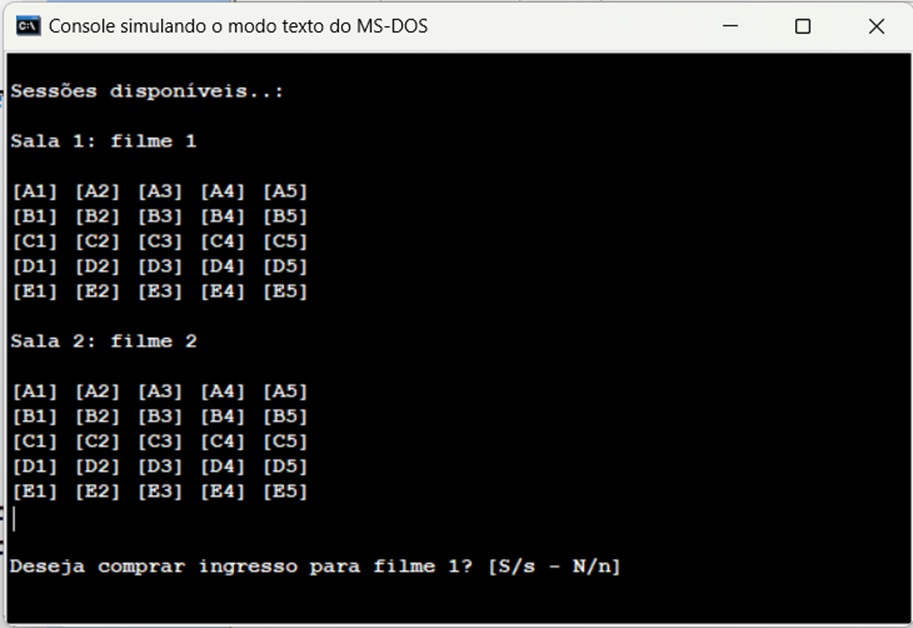 Console simulando o modo texto do MS-DOS
Sessões disponíveis..:
Sala 1: filme 1
[A1] [A2] [A3] [A4] [A5]
[B1] [B2] [B3] [B4] [B5]
[C1] [C2] [C3] [C4] [C5]
[D1] [D2] [D3] [D4] [D5]
[E1] [E2] [E3] [E4] [E5]
Sala 2: filme 2
[A1] [A2] [A3] [A4] [A5]
[B1] [B2] [B3] [B4] [B5]
[C1] [C2] [C3] [C4] [C5]
[D1] [D2] [D3] [D4] [D5]
[E1] [E2] [E3] [E4] [E5]
Deseja comprar ingresso para filme 1? [S/s - N/n]